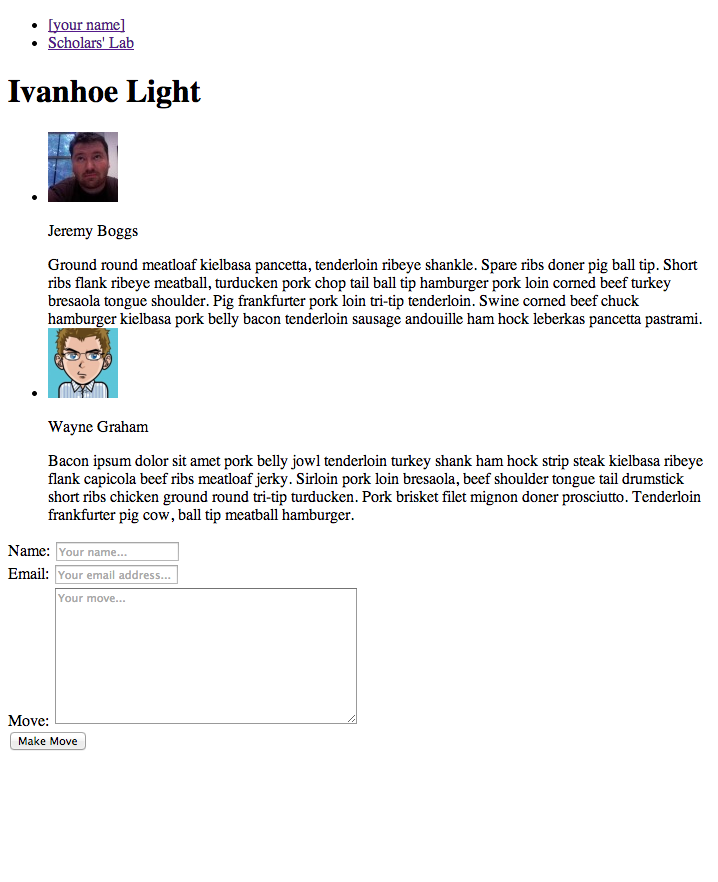 [your name]
Scholars' Lab
Ivanhoe Light
Jeremy Boggs
Ground round meatloaf kielbasa pancetta, tenderloin ribeye shankle. Spare ribs doner pig ball tip. Short
ribs flank ribeye meatball, turducken pork chop tail ball tip hamburger pork loin corned beef turkey
bresaola tongue shoulder. Pig frankfurter pork loin tri-tip tenderloin. Swine corned beef chuck
hamburger kielbasa pork belly bacon tenderloin sausage andouille ham hock leberkas pancetta pastrami.
Wayne Graham
Bacon ipsum dolor sit amet pork belly jowl tenderloin turkey shank ham hock strip steak kielbasa ribeye
flank capicola beef ribs meatloaf jerky. Sirloin pork loin bresaola, beef shoulder tongue tail drumstick
short ribs chicken ground round tri-tip turducken. Pork brisket filet mignon doner prosciutto. Tenderloin
frankfurter pig cow, ball tip meatball hamburger.
Name: Your name...
Email: Your email address...
Your move...
Move:
Make Move